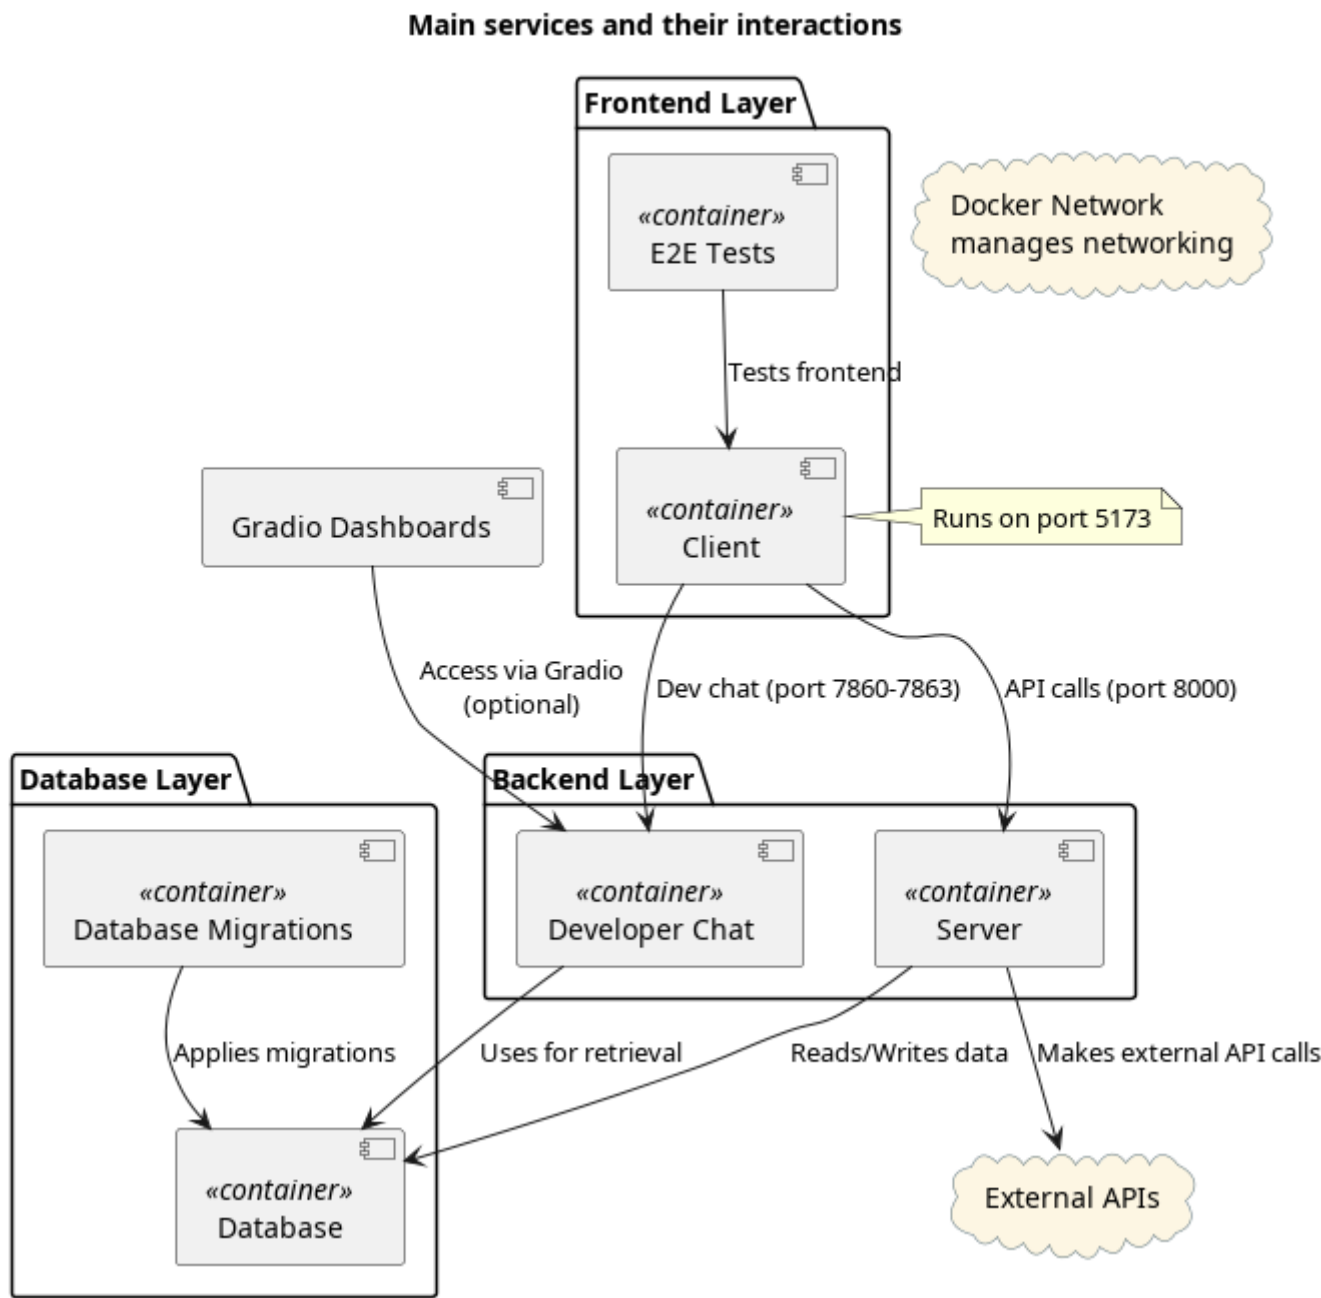 Main services and their interactions
Frontend Layer
«container»
E2E Tests
Docker Network
manages networking
Tests frontend
«container»
Client
Runs on port 5173
Gradio Dashboards
Access via Gradio
(optional)
Dev chat (port 7860-7863)
API calls (port 8000)
Database Layer
Backend Layer
«container»
Database Migrations
«container»
Developer Chat
«container»
Server
Applies migrations
Uses for retrieval
Reads/Writes data
Makes external API calls
«container»
Database
External APIs